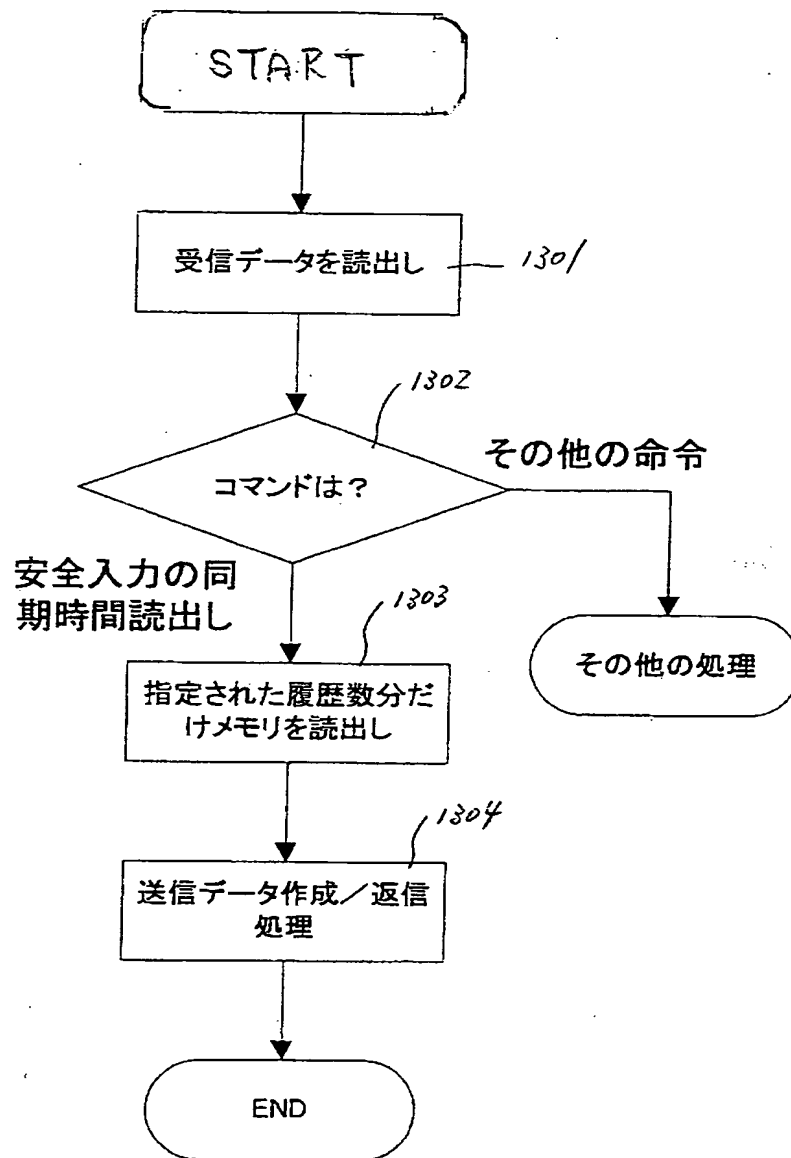 START
受信データを読出し
1301
1302
コマンドは？
その他の命令
安全入力の同
期時間読出し
1303
その他の処理
指定された履歴数分だ
けメモリを読出し
1304
送信データ作成／返信
処理
END